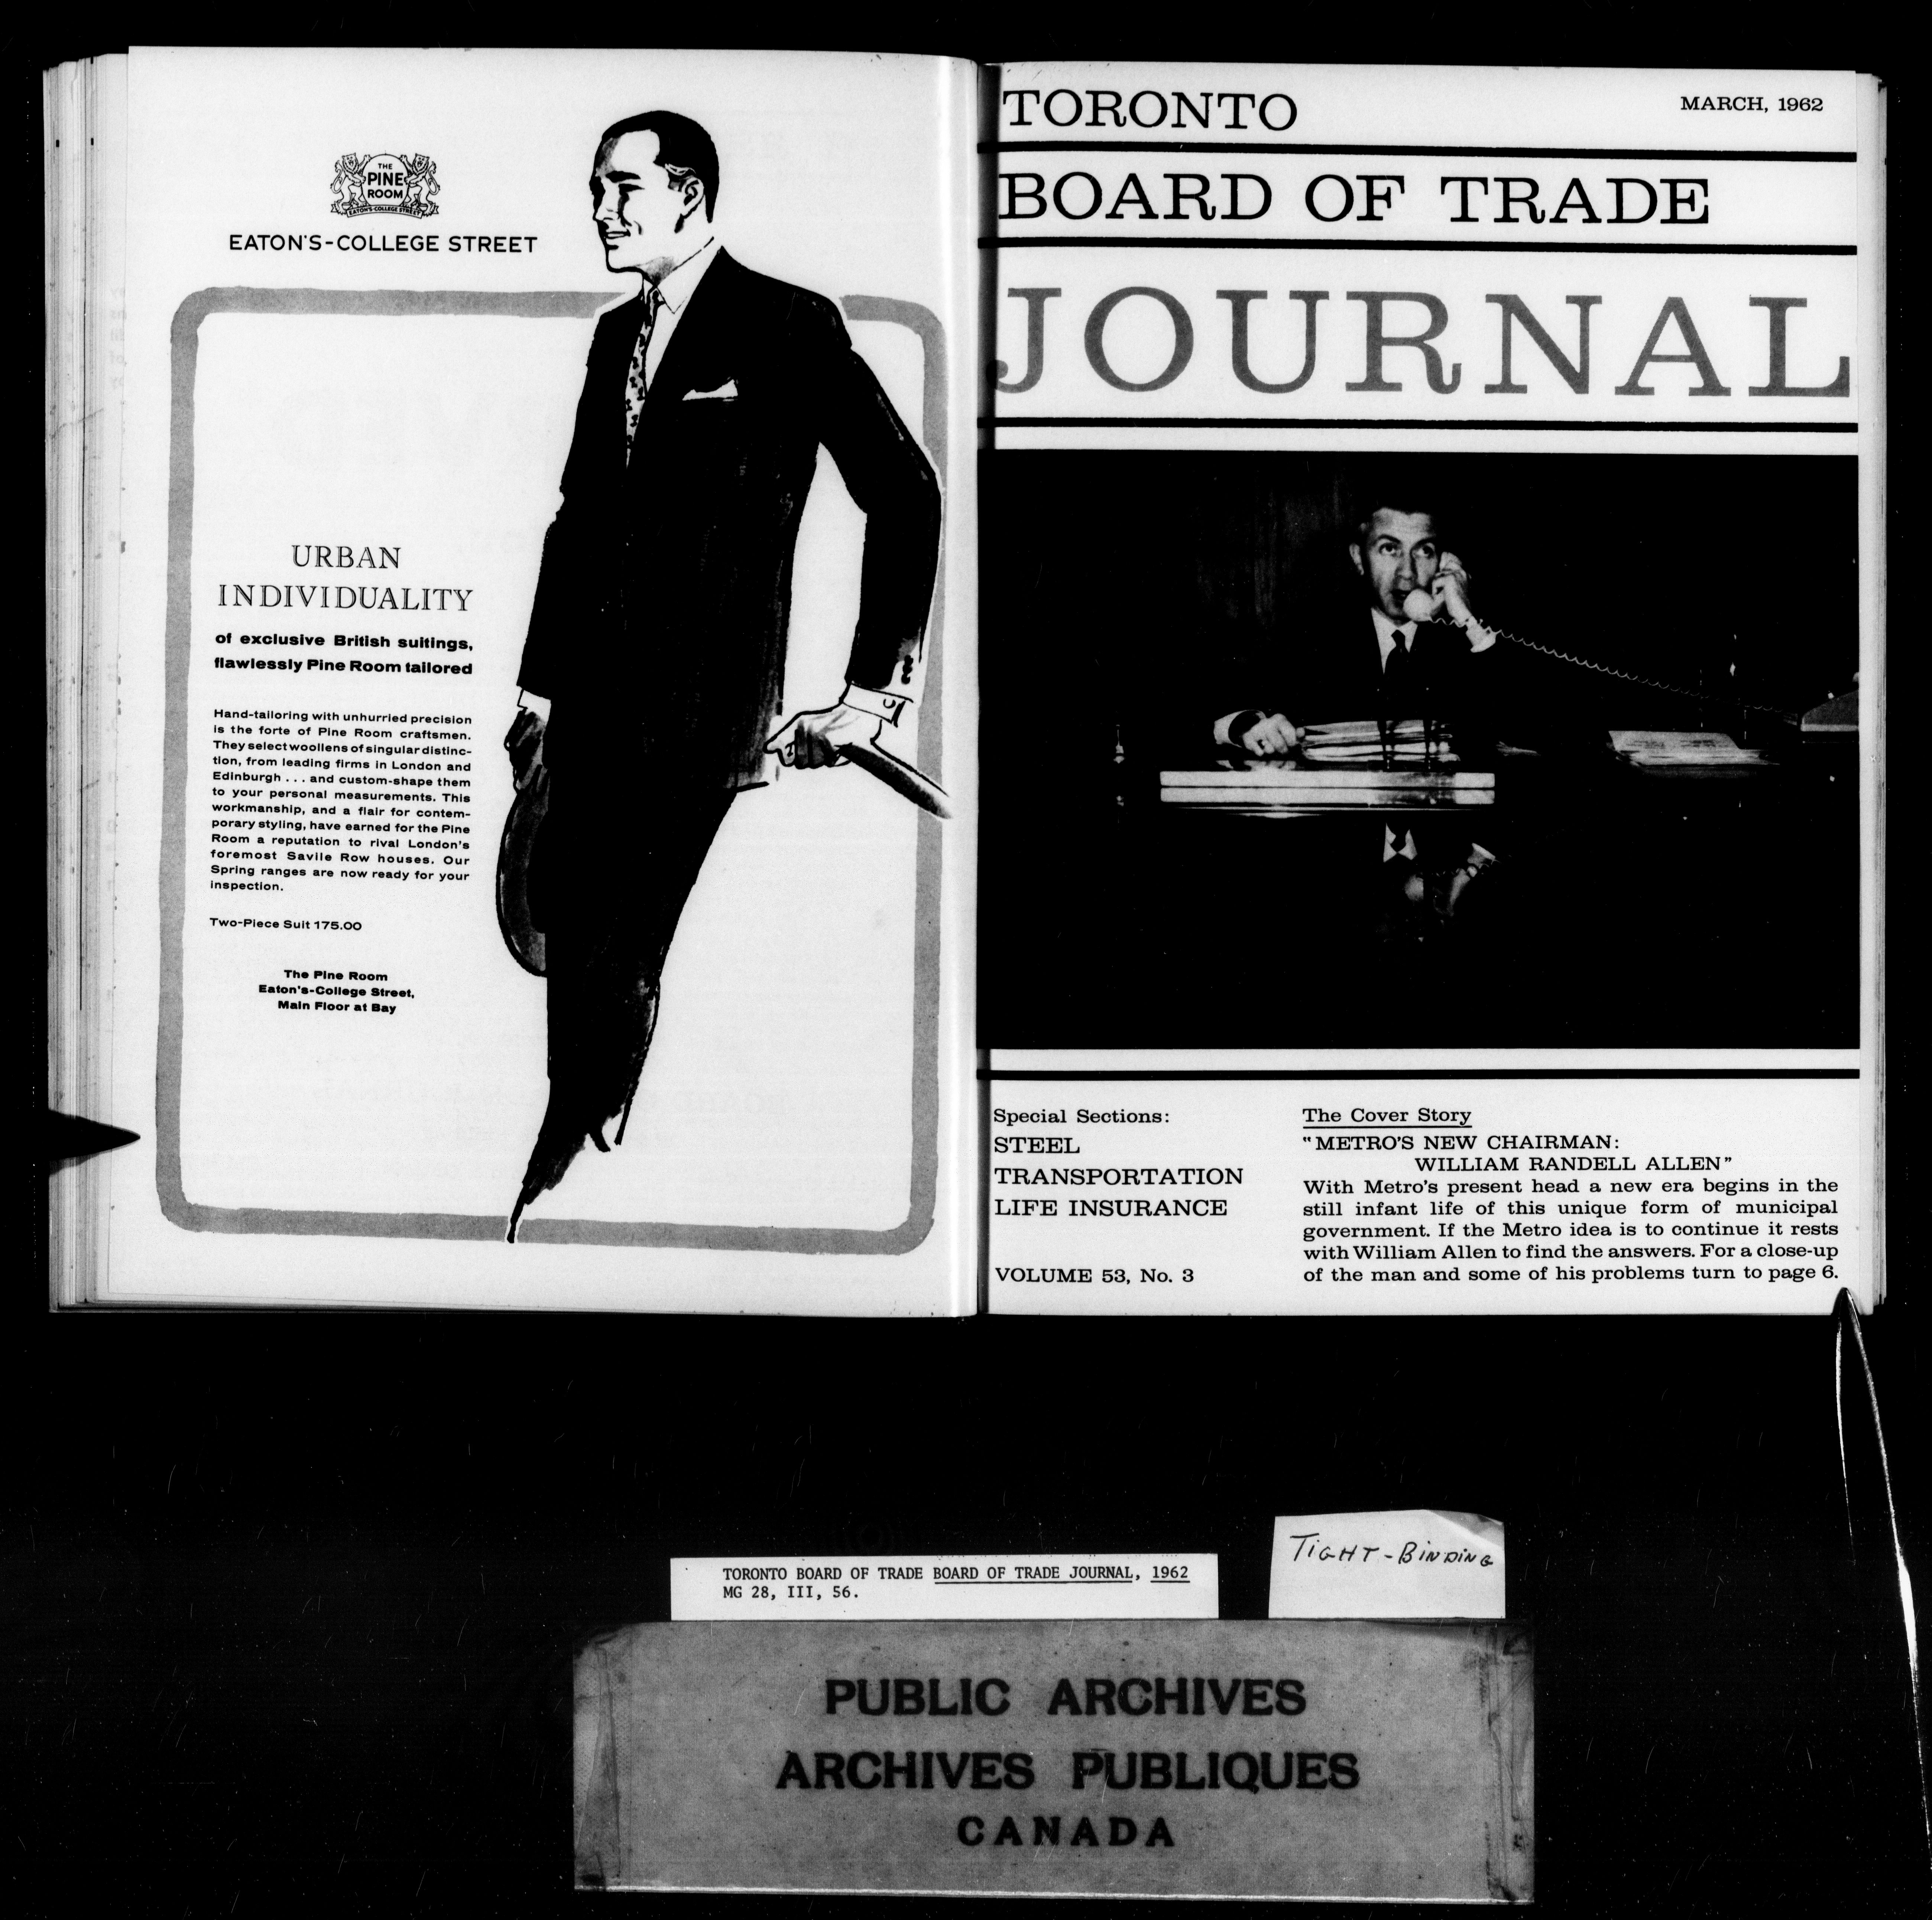 THE
PINE
ROOM
EATON'S-COLLEGE STREET
EATON'S-COLLEGE STREET
URBAN
INDIVIDUALITY
of exclusive British suitings,
flawlessly Pine Room tailored
Hand-tailoring with unhurried precision
is the forte of Pine Room craftsmen.
They select woollens of singular distinc-
tion, from leading firms in London and
Edinburgh . . . and custom-shape them
to your personal measurements. This
workmanship, and a flair for contem-
porary styling, have earned for the Pine
Room a reputation to rival London's
foremost Savile Row houses. Our
Spring ranges are now ready for your
inspection.
Two-Piece Suit 175.00
The Pine Room
Eaton's-College Street,
Main Floor at Bay
TORONTO
MARCH, 1962
BOARD OF TRADE
JOURNAL
Special Sections:
STEEL
TRANSPORTATION
LIFE INSURANCE
VOLUME 53, No. 3
The Cover Story
"METRO'S NEW CHAIRMAN:
WILLIAM RANDELL ALLEN"
With Metro's present head a new era begins in the
still infant life of this unique form of municipal
government. If the Metro idea is to continue it rests
with William Allen to find the answers. For a close-up
of the man and some of his problems turn to page 6.
TIGHT-BINDING
TORONTO BOARD OF TRADE BOARD OF TRADE JOURNAL, 1962
MG 28, III, 56.
PUBLIC ARCHIVES
ARCHIVES PUBLIQUES
CANADA